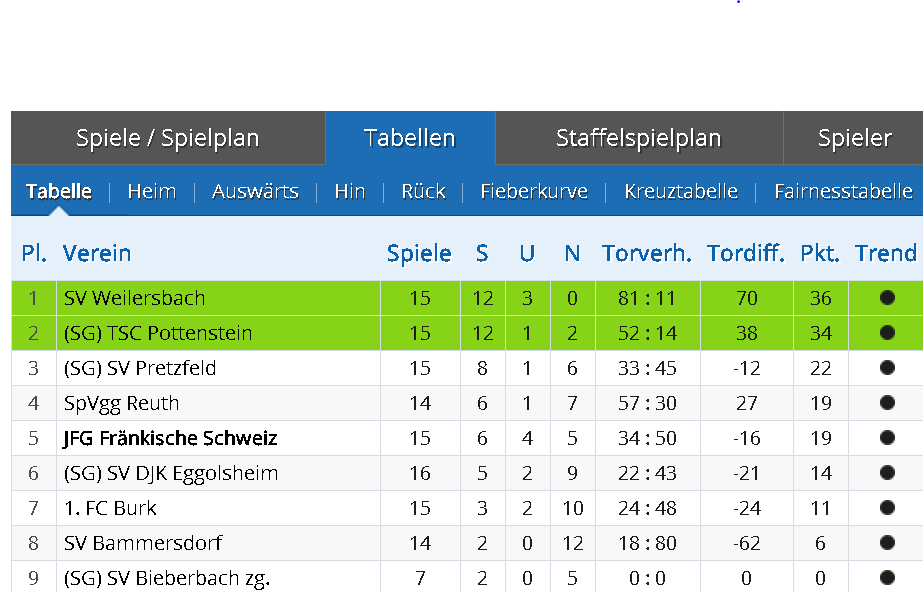 Spiele / Spielplan Tabellen Staffelspielplan Spieler
Tabelle Heim Auswärts Hin Rück Fieberkurve Kreuztabelle Fairnesstabelle
Pl. Verein Spiele S U N Torverh. Tordiff. Pkt. Trend
1 SV Weilersbach 15 12 3 0 81 : 11 70 36
2 (SG) TSC Pottenstein 15 12 1 2 52 : 14 38 34
3 (SG) SV Pretzfeld 15 8 1 6 33 : 45 -12 22
4 SpVgg Reuth 14 6 1 7 57 : 30 27 19
5 JFG Fränkische Schweiz 15 6 4 5 34 : 50 -16 19
6 (SG) SV DJK Eggolsheim 16 5 2 9 22 : 43 -21 14
7 1. FC Burk 15 3 2 10 24 : 48 -24 11
8 SV Bammersdorf 14 2 0 12 18 : 80 -62 6
9 (SG) SV Bieberbach zg. 7 2 0 5 0 : 0 0 0